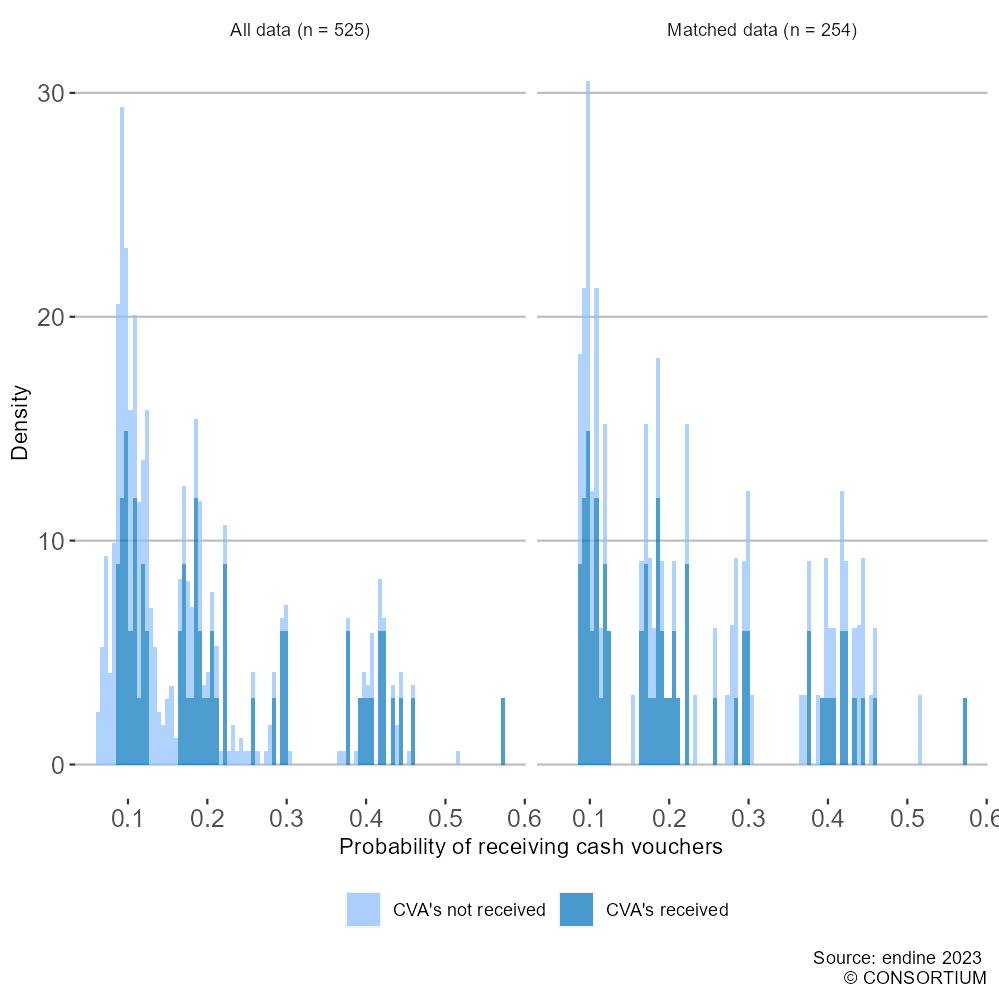 All data (n = 525)
Matched data (n = 254)
30
20
10
0
Density
0.1 0.2 0.3 0.4 0.5 0.6
0.1 0.2 0.3 0.4 0.5 0.6
Probability of receiving cash vouchers
CVA's not received
CVA's received
Source: endine 2023
© CONSORTIUM